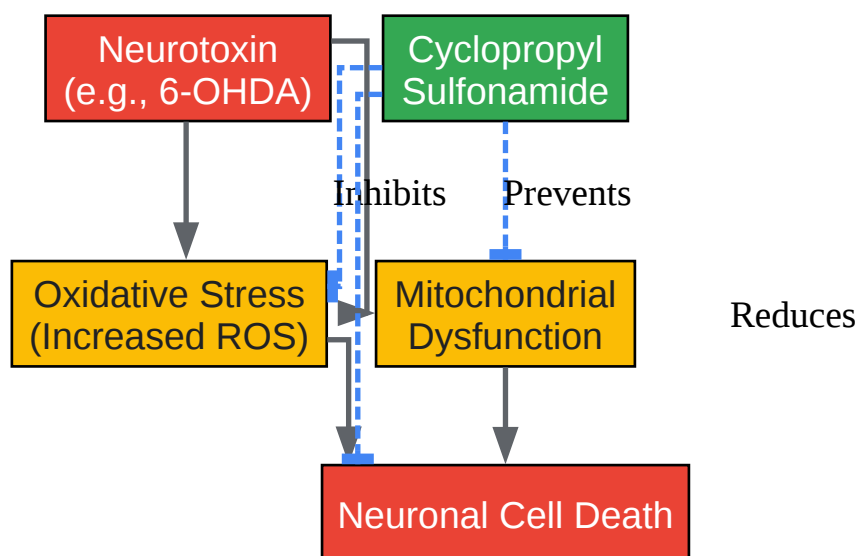 Neurotoxin
(e.g., 6-OHDA)
Cyclopropyl
Sulfonamide
Inhibits
Prevents
Oxidative Stress
(Increased ROS)
Mitochondrial
Dysfunction
Reduces
Neuronal Cell Death